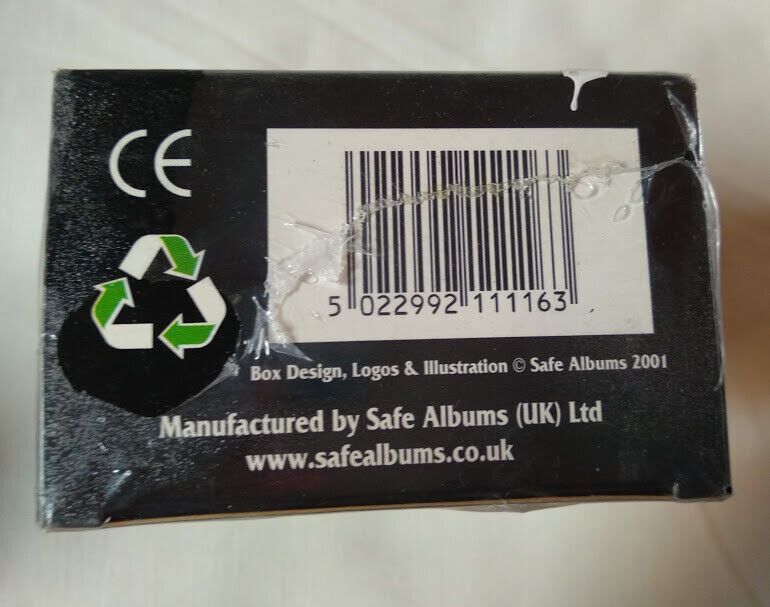 CE
5 022992 111163
Box Design, Logos & Illustration © Safe Albums 2001
Manufactured by Safe Albums (UK) Ltd
www.safealbums.co.uk